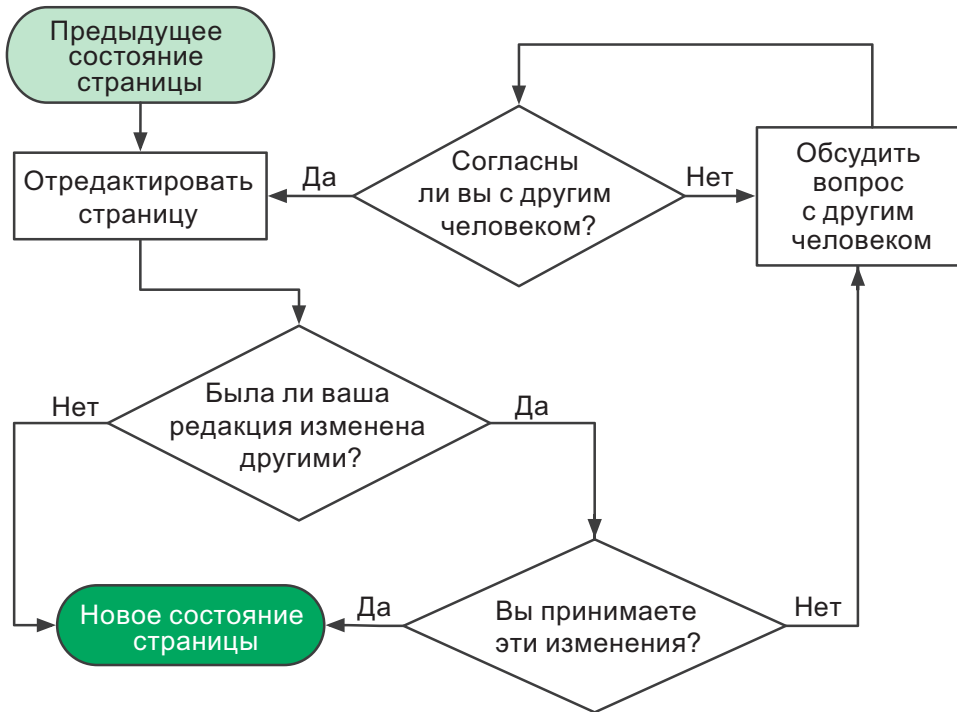 Предыдущее
состояние
страницы
Отредактировать
страницу
Да
Согласны
ли вы с другим
человеком?
Нет
Обсудить
вопрос
с другим
человеком
Нет
Была ли ваша
редакция изменена
другими?
Да
Новое состояние
страницы
Да
Вы принимаете
эти изменения?
Нет